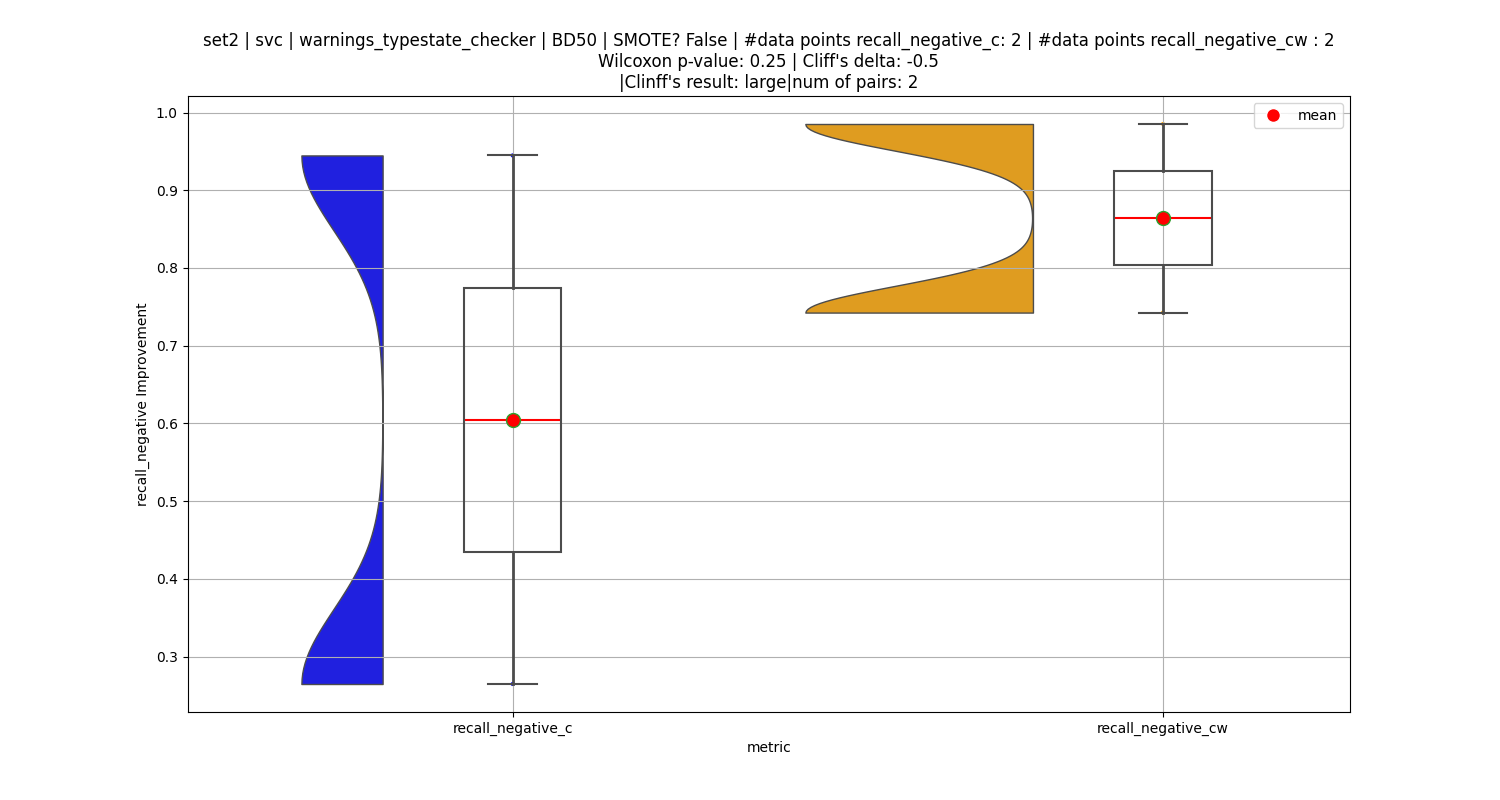 set2 | svc | warnings_typestate_checker | BD50 | SMOTE? False | #data points recall_negative_c: 2 | #data points recall_negative_cw : 2
Wilcoxon p-value: 0.25 | Cliff's delta: -0.5
|Clinff's result: large|num of pairs: 2
mean
1.0
0.9
0.8
0.7
0.6
0.5
0.4
0.3
recall_negative Improvement
recall_negative_c
recall_negative_cw
metric